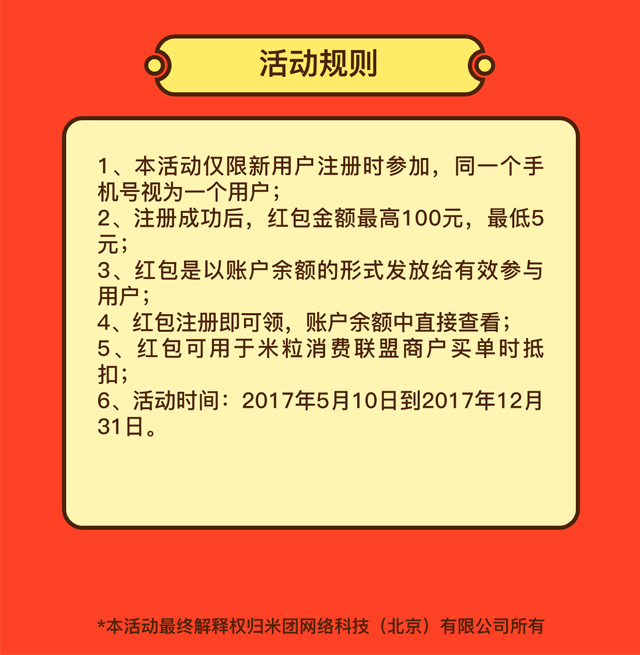 活动规则
1、本活动仅限新用户注册时参加，同一个手
机号视为一个用户；
2、注册成功后，红包金额最高100元，最低5
元；
3、红包是以账户余额的形式发放给有效参与
用户；
4、红包注册即可领，账户余额中直接查看；
5、红包可用于米粒消费联盟商户买单时抵
扣；
6、活动时间：2017年5月10日到2017年12月
31日。
*本活动最终解释权归米团网络科技（北京）有限公司所有